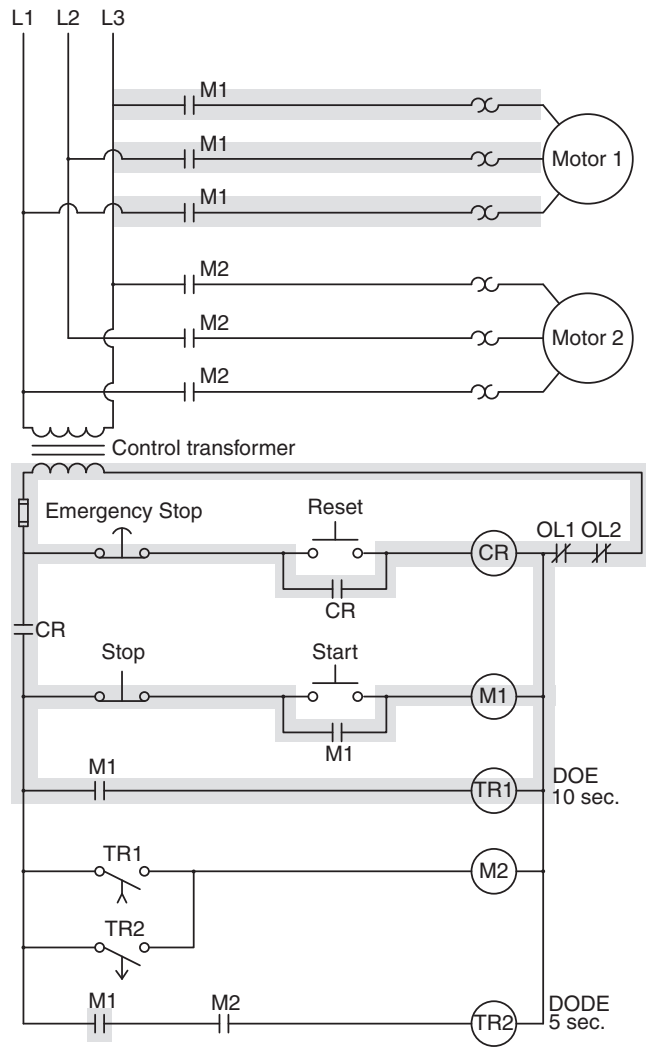 L1 L2 L3
M1
M1
Motor 1
M1
M2
M2
Motor 2
M2
Control transformer
Emergency Stop
Reset
CR
OL1 OL2
CR
CR
Stop
Start
M1
M1
M1
TR1
DOE
10 sec.
TR1
M2
TR2
M1
M2
TR2
DODE
5 sec.